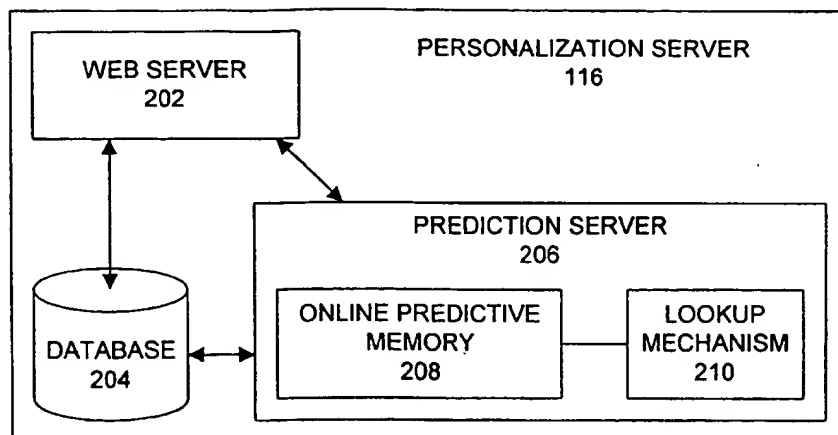 WEB SERVER
202
PERSONALIZATION SERVER
116
PREDICTION SERVER
206
ONLINE PREDICTIVE
MEMORY
208
LOOKUP
MECHANISM
210
DATABASE
204